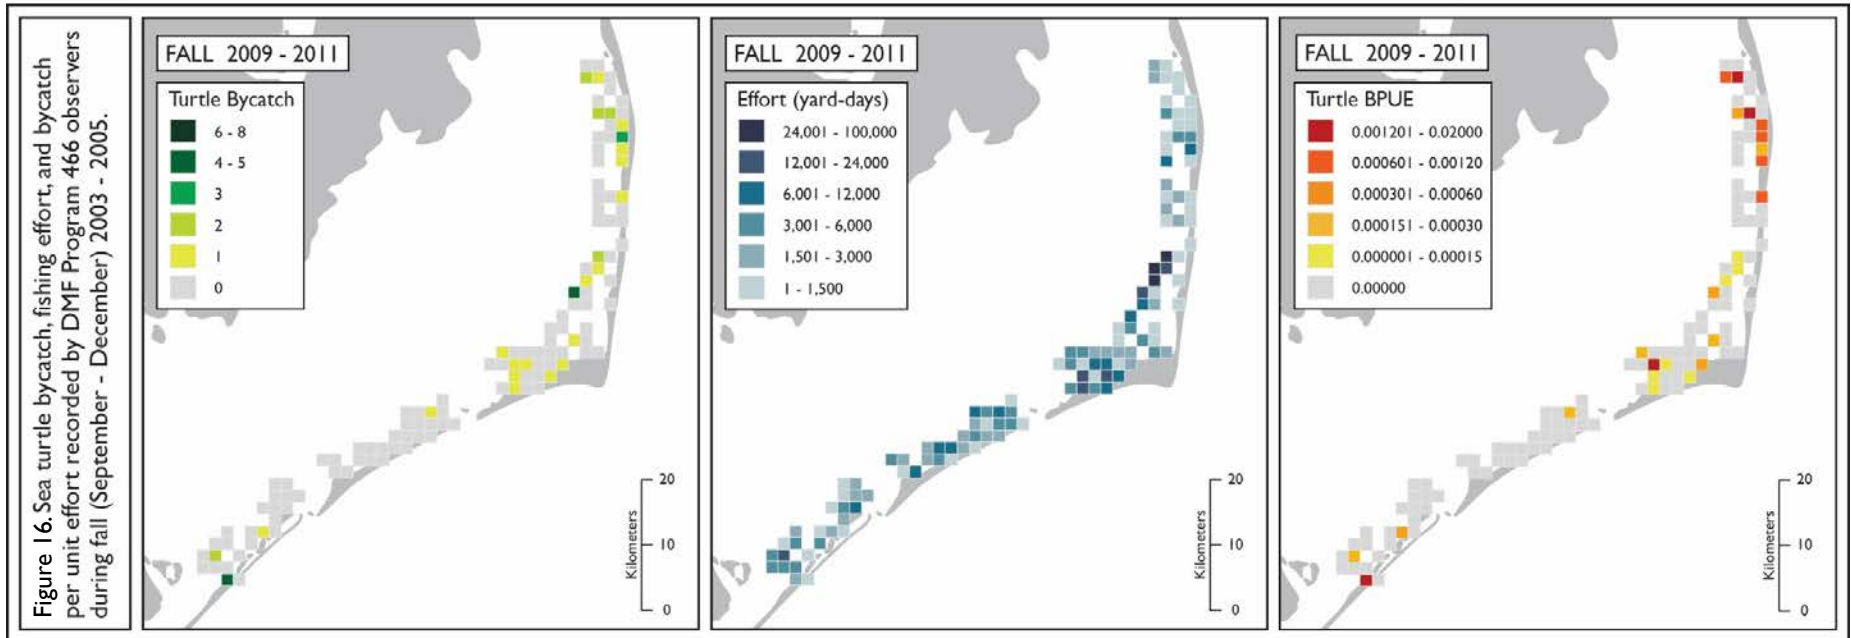 Figure 16. Sea turtle bycatch, fishing effort, and bycatch
per unit effort recorded by DMF Program 466 observers
during fall (September - December) 2003 - 2005.
FALL 2009 - 2011
Turtle Bycatch
6 - 8
4 - 5
3
2
1
0
20
10
0
Kilometers
FALL 2009 - 2011
Effort (yard-days)
24,001 - 100,000
12,001 - 24,000
6,001 - 12,000
3,001 - 6,000
1,501 - 3,000
1 - 1,500
20
10
0
Kilometers
FALL 2009 - 2011
Turtle BPUE
0.001201 - 0.02000
0.000601 - 0.00120
0.000301 - 0.00060
0.000151 - 0.00030
0.000001 - 0.00015
0.00000
20
10
0
Kilometers